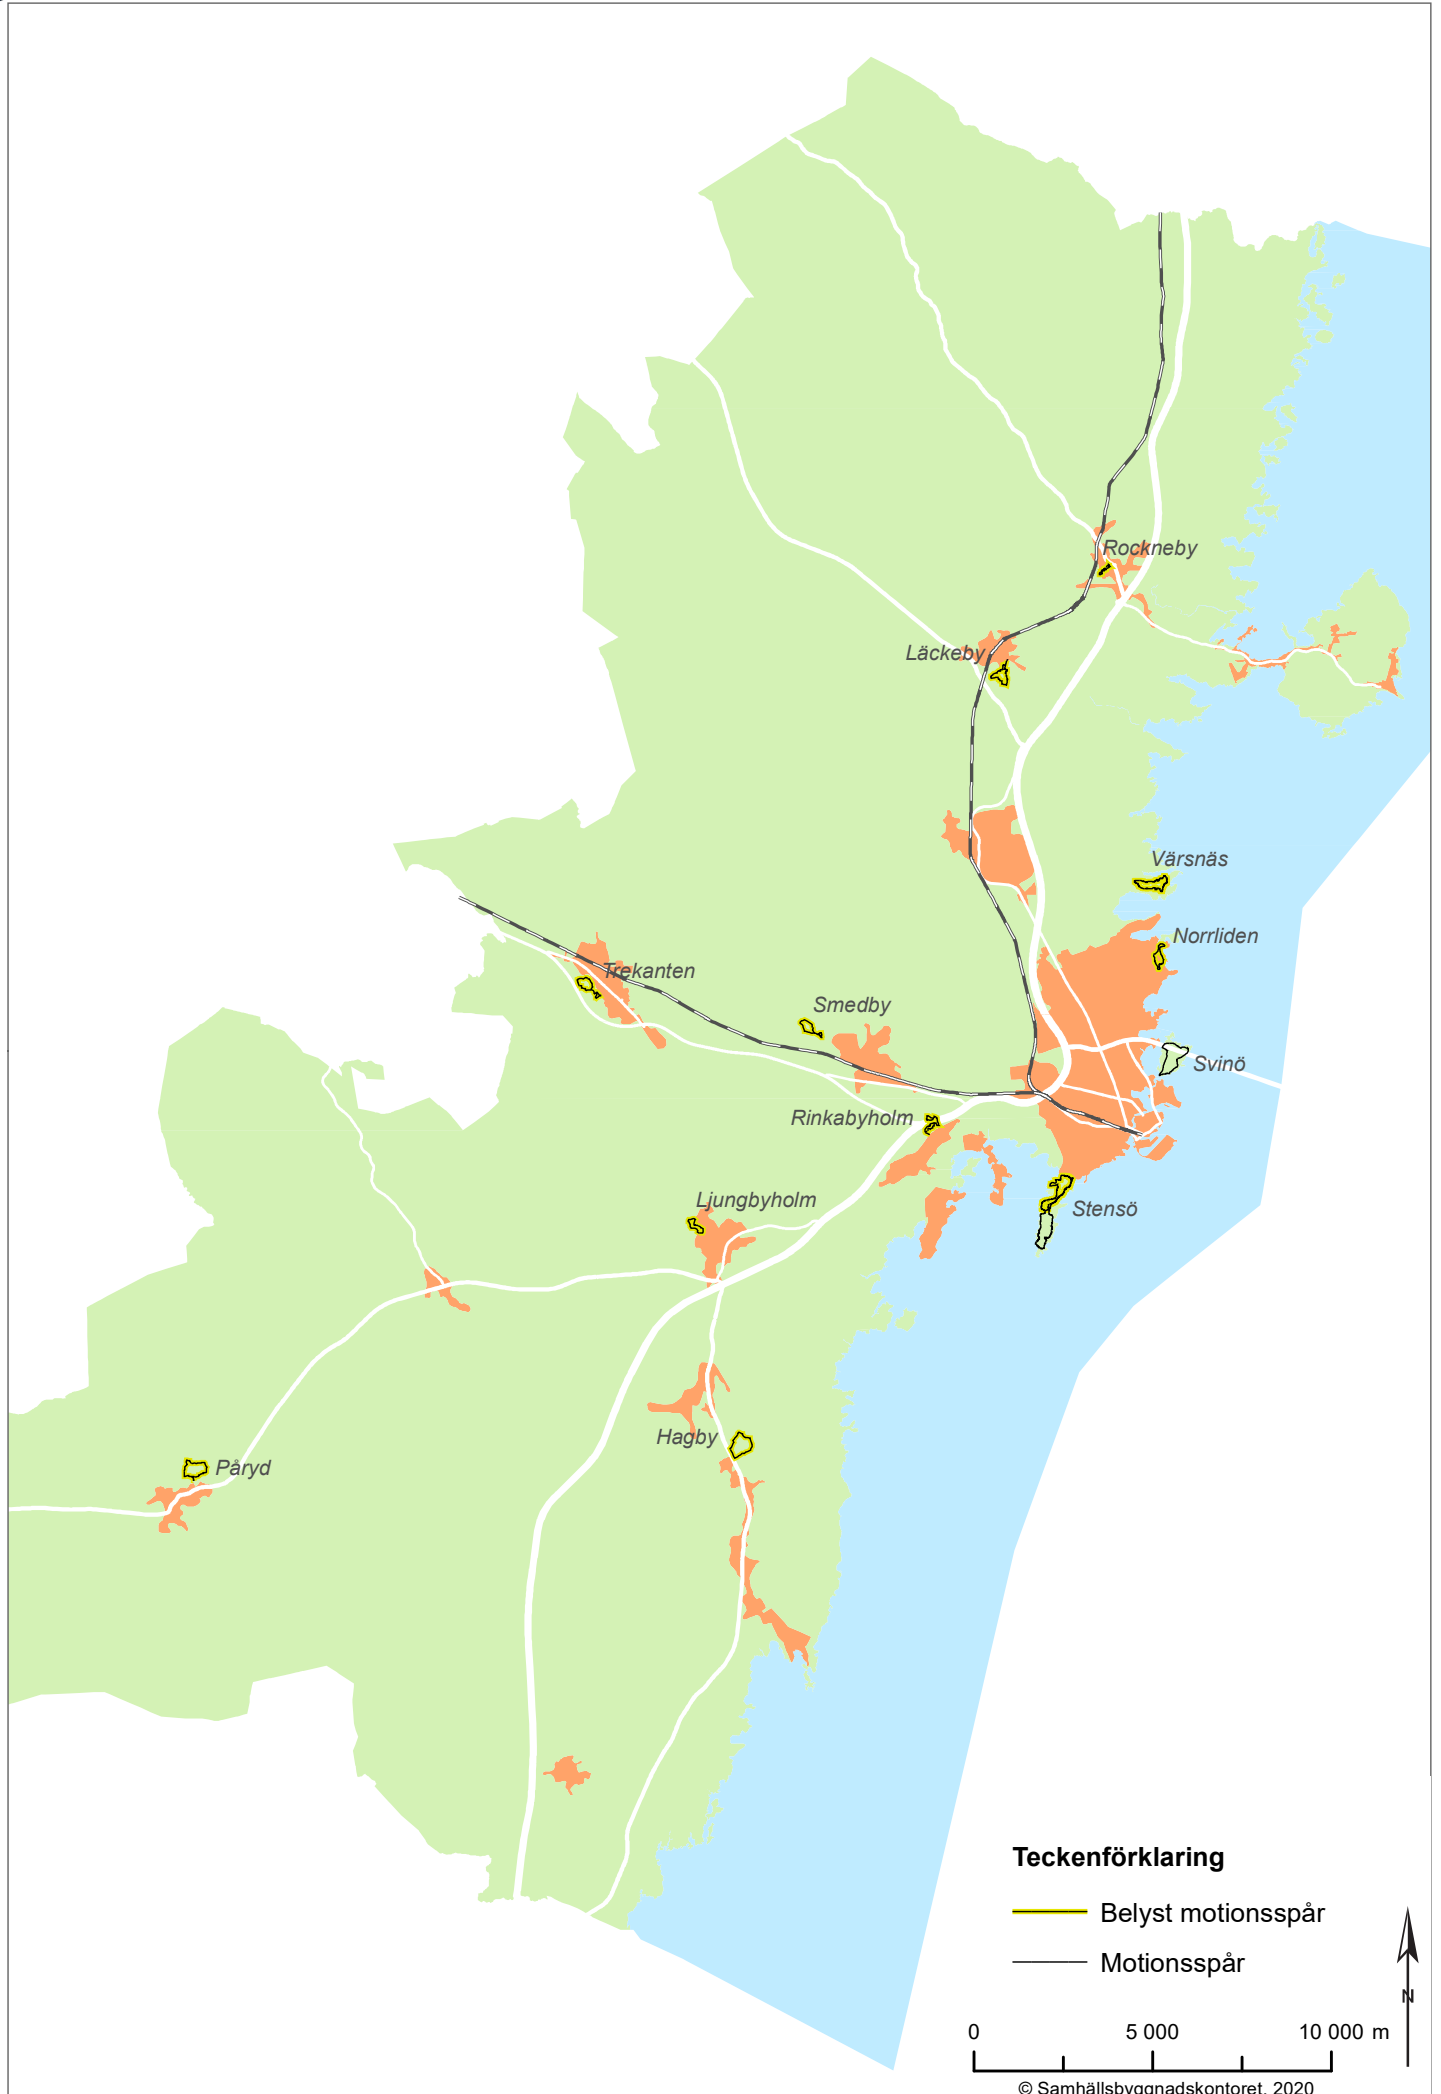 Rockneby
Läckeby
Värsnäs
Norrliden
Trekanten
Smedby
Svinö
Rinkabyholm
Ljungbyholm
Stensö
Hagby
Påryd
Teckenförklaring
Belyst motionsspår
Motionsspår
N
0 5 000 10 000 m
© Samhällsbyggnadskontoret, 2020